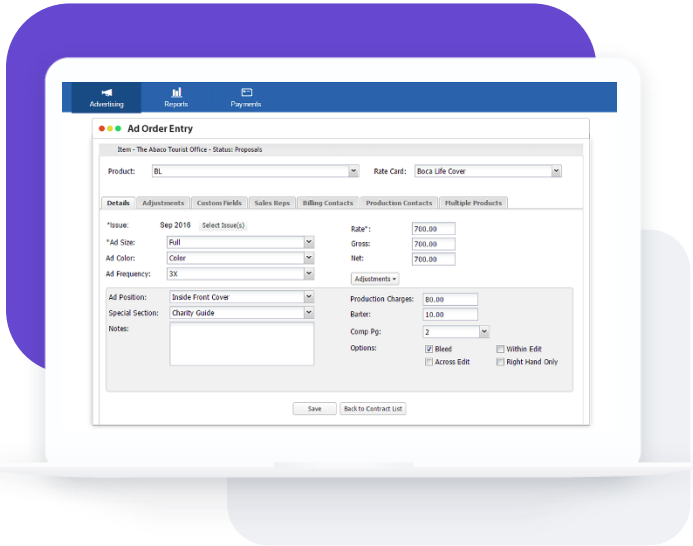 Advertising Reports Payments
Ad Order Entry
Item - The Abaco Tourist Office - Status: Proposals
Product: BL Rate Card: Boca Life Cover
Details Adjustments Custom Fields Sales Reps Billing Contacts Production Contacts Multiple Products
*Issue: Sep 2016 Select Issue(s) Rate*: 700.00
*Ad Size: Full Gross: 700.00
Ad Color: Color Net: 700.00
Ad Frequency: 3X Adjustments
Ad Position: Inside Front Cover Production Charges: 80.00
Special Section: Charity Guide Barter: 10.00
Notes: Comp Pg: 2
Options: Bleed Within Edit
Across Edit Right Hand Only
Save Back to Contract List